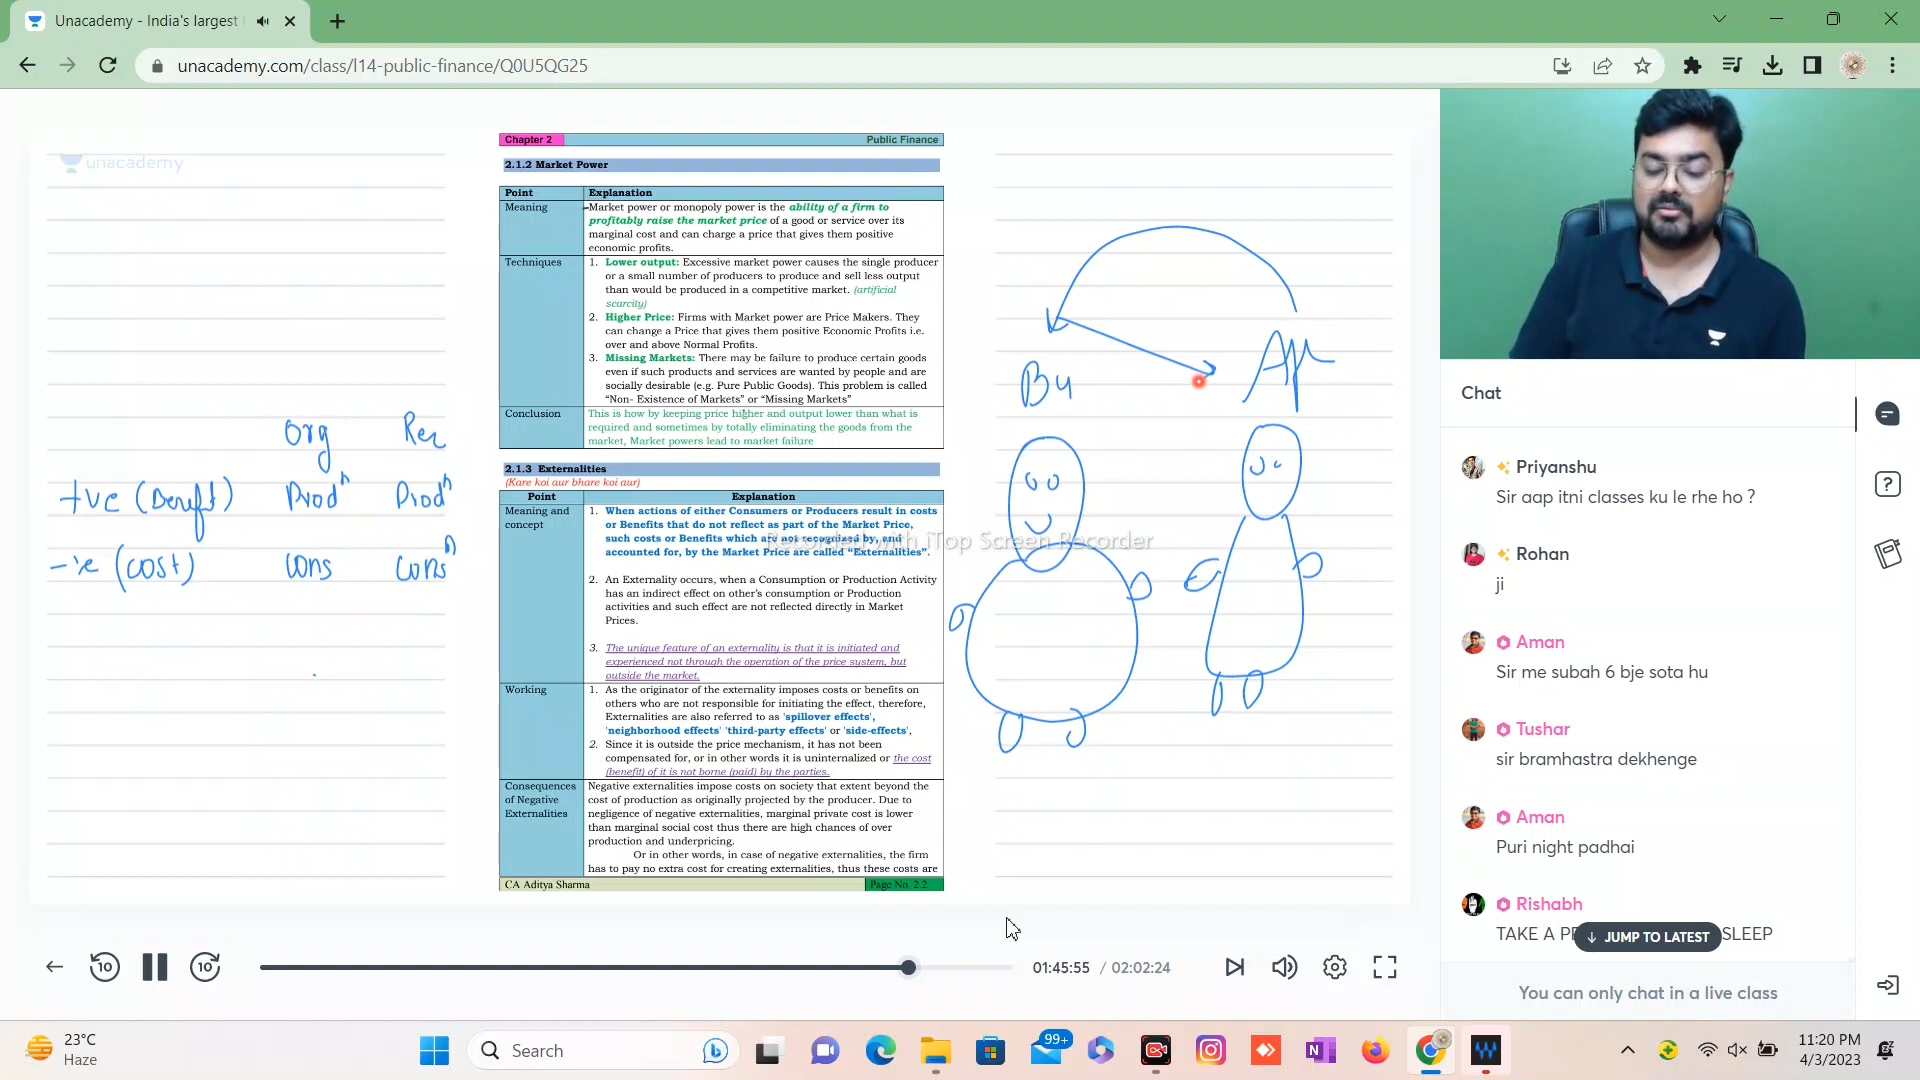 Unacademy - India's largest
unacademy.com/class/l14-public-finance/Q0U5QG25
unacademy
Chapter 2
Public Finance
2.1.2 Market Power
Point Explanation
Meaning
Market power or monopoly power is the ability of a firm to
profitably raise the market price of a good or service over its
marginal cost and can charge a price that gives them positive
economic profits.
Techniques
1. Lower output: Excessive market power causes the single producer
or a small number of producers to produce and sell less output
than would be produced in a competitive market. (artificial
scarcity)
2. Higher Price: Firms with Market power are Price Makers. They
can change a Price that gives them positive Economic Profits i.e.
over and above Normal Profits.
3. Missing Markets: There may be failure to produce certain goods
even if such products and services are wanted by people and are
socially desirable (e.g. Pure Public Goods). This problem is called
“Non- Existence of Markets” or “Missing Markets”
Conclusion
This is how by keeping price higher and output lower than what is
required and sometimes by totally eliminating the goods from the
market, Market powers lead to market failure
2.1.3 Externalities
(Kare koi aur bhare koi aur)
Point Explanation
Meaning and
concept
1. When actions of either Consumers or Producers result in costs
or Benefits that do not reflect as part of the Market Price,
such costs or Benefits which are not recognized by, and
accounted for, by the Market Price are called “Externalities”.
2. An Externality occurs, when a Consumption or Production Activity
has an indirect effect on other’s consumption or Production
activities and such effect are not reflected directly in Market
Prices.
3. The unique feature of an externality is that it is initiated and
experienced not through the operation of the price system, but
outside the market.
Working
1. As the originator of the externality imposes costs or benefits on
others who are not responsible for initiating the effect, therefore,
Externalities are also referred to as 'spillover effects',
'neighborhood effects' 'third-party effects' or 'side-effects',
2. Since it is outside the price mechanism, it has not been
compensated for, or in other words it is uninternalized or the cost
(benefit) of it is not borne (paid) by the parties.
Consequences
of Negative
Externalities
Negative externalities impose costs on society that extent beyond the
cost of production as originally projected by the producer. Due to
negligence of negative externalities, marginal private cost is lower
than marginal social cost thus there are high chances of over
production and underpricing.
Or in other words, in case of negative externalities, the firm
has to pay no extra cost for creating externalities, thus these costs are
CA Aditya Sharma
Page No 2.2
Org Rec
+ve (Benefit) Prodn Prodn
-ve (cost) Cons Consn
Recorded with iTop Screen Recorder
Chat
Priyanshu
Sir aap itni classes ku le rhe ho ?
Rohan
ji
Aman
Sir me subah 6 bje sota hu
Tushar
sir bramhastra dekhenge
Aman
Puri night padhai
Rishabh
TAKE A SLEEP
JUMP TO LATEST
You can only chat in a live class
10
10
01:45:55 / 02:02:24
23°C
Haze
Search
99+
11:20 PM
4/3/2023